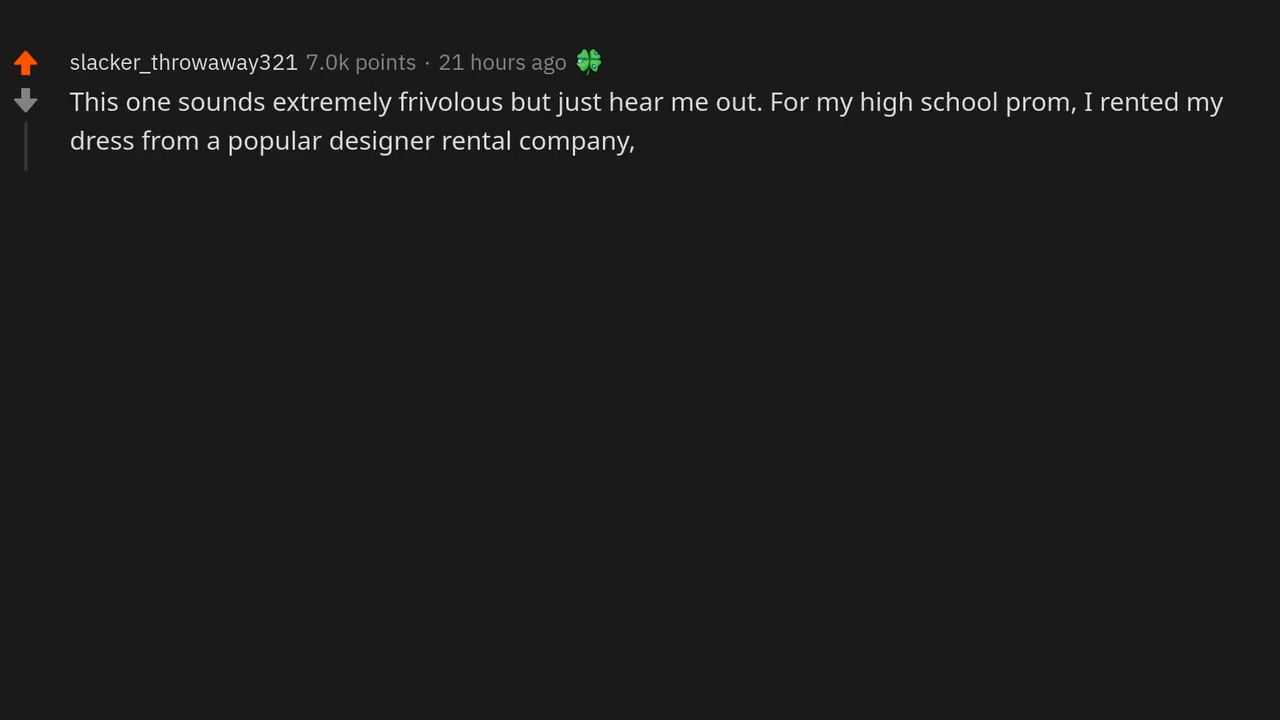 slacker_throwaway321 7.0k points · 21 hours ago
This one sounds extremely frivolous but just hear me out. For my high school prom, I rented my
dress from a popular designer rental company,